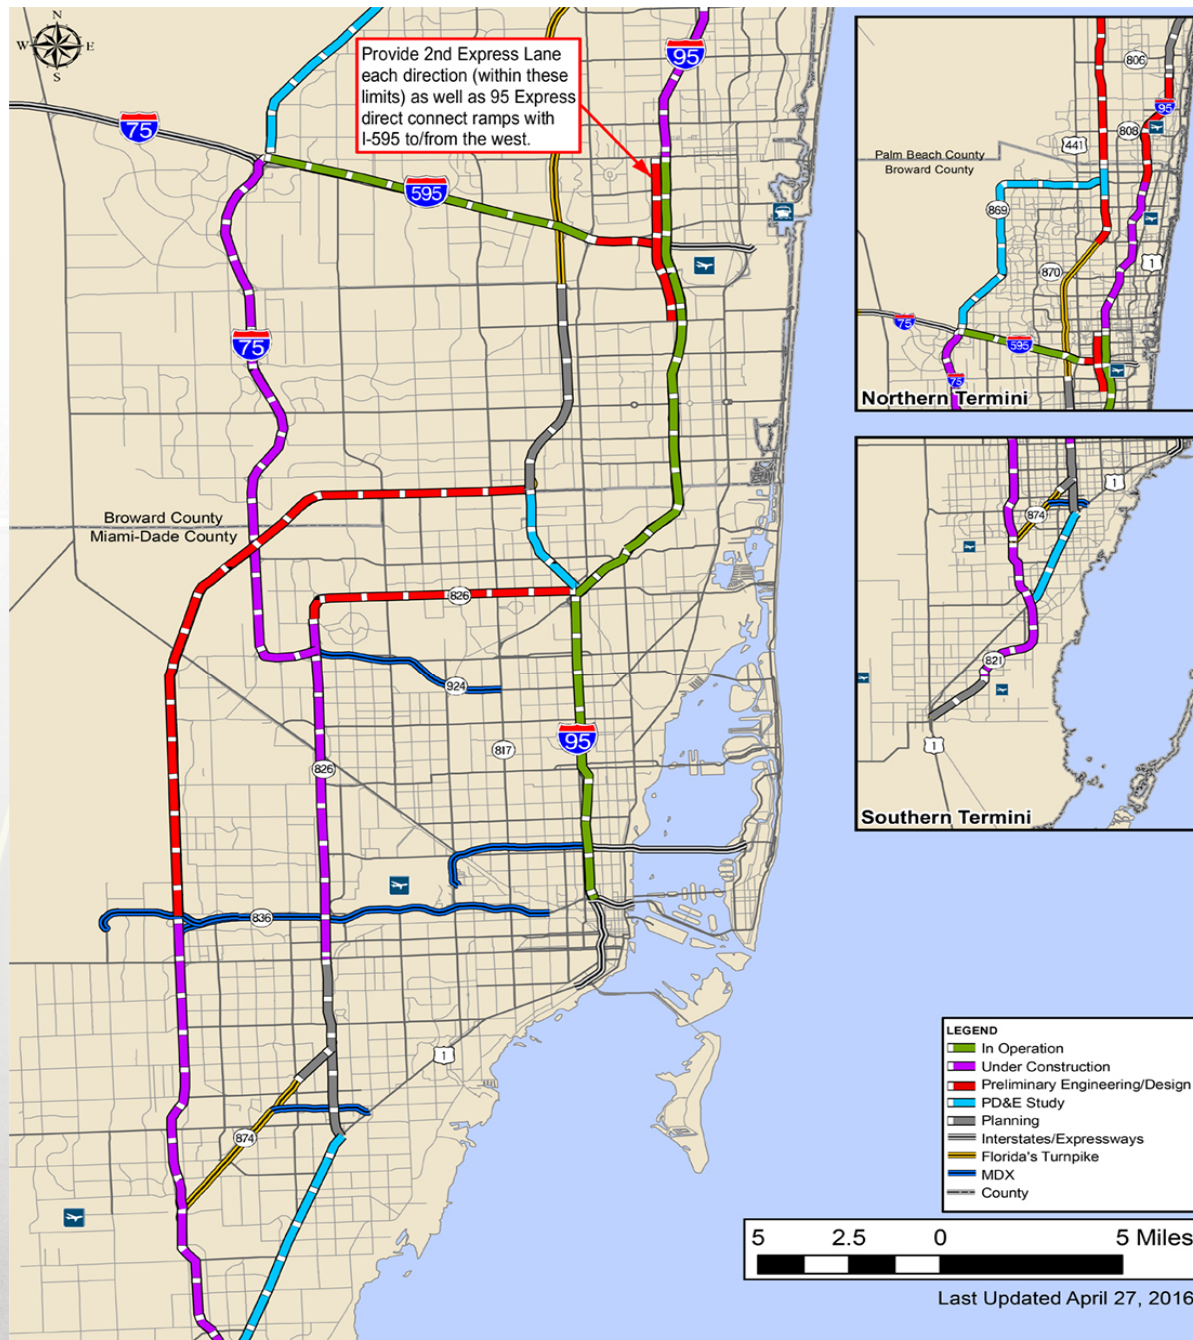 N
W E
S
Provide 2nd Express Lane
each direction (within these
limits) as well as 95 Express
direct connect ramps with
I-595 to/from the west.
95
75
595
75
Broward County
Miami-Dade County
826
924
817
95
826
836
1
874
806
95
808
441
Palm Beach County
Broward County
869
870
1
75
595
75
Northern Termini
1
874
821
1
Southern Termini
LEGEND
In Operation
Under Construction
Preliminary Engineering/Design
PD&E Study
Planning
Interstates/Expressways
Florida's Turnpike
MDX
County
5 2.5 0 5 Miles
Last Updated April 27, 2016